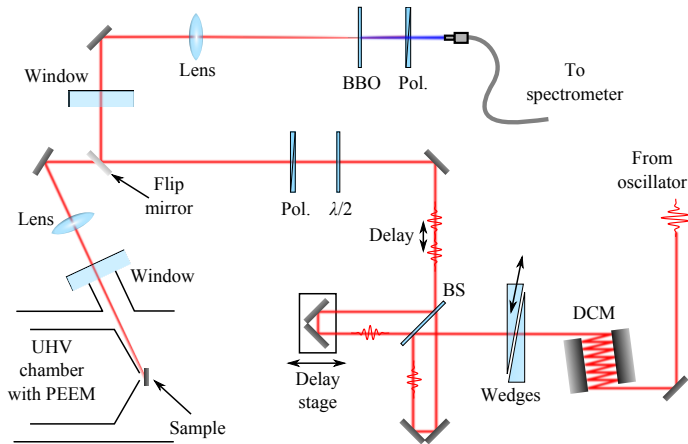 Lens
BBO
Pol.
To
spectrometer
Window
Flip
mirror
Pol.
λ/2
From
oscillator
Lens
Delay
Window
BS
DCM
UHV
chamber
with PEEM
Delay
stage
Wedges
Sample